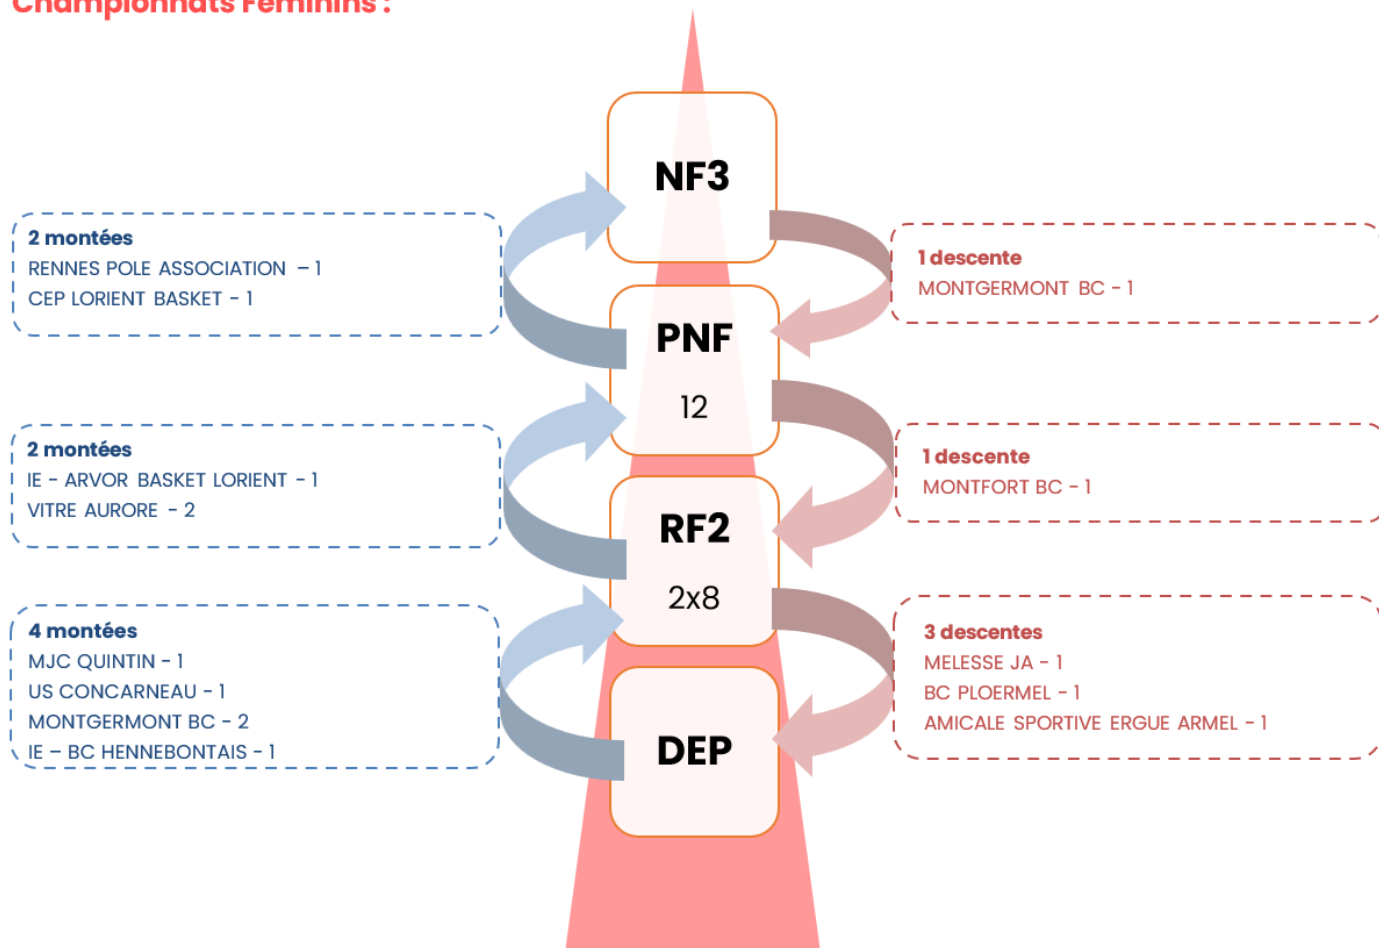 Championnats Féminins :
NF3
2 montées
RENNES POLE ASSOCIATION – 1
CEP LORIENT BASKET - 1
1 descente
MONTGERMONT BC - 1
PNF
12
2 montées
IE - ARVOR BASKET LORIENT - 1
VITRE AURORE - 2
1 descente
MONTFORT BC - 1
RF2
2x8
4 montées
MJC QUINTIN - 1
US CONCARNEAU - 1
MONTGERMONT BC - 2
IE – BC HENNEBONTAIS - 1
3 descentes
MELESSE JA - 1
BC PLOERMEL - 1
AMICALE SPORTIVE ERGUE ARMEL - 1
DEP